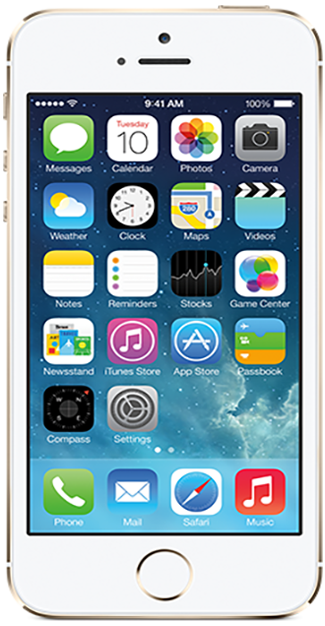 9:41 AM 100%
Tuesday
10
280
Messages Calendar Photos Camera
Weather Clock Maps Videos
Notes Reminders Stocks Game Center
Newsstand iTunes Store App Store Passbook
Compass Settings
Phone Mail Safari Music